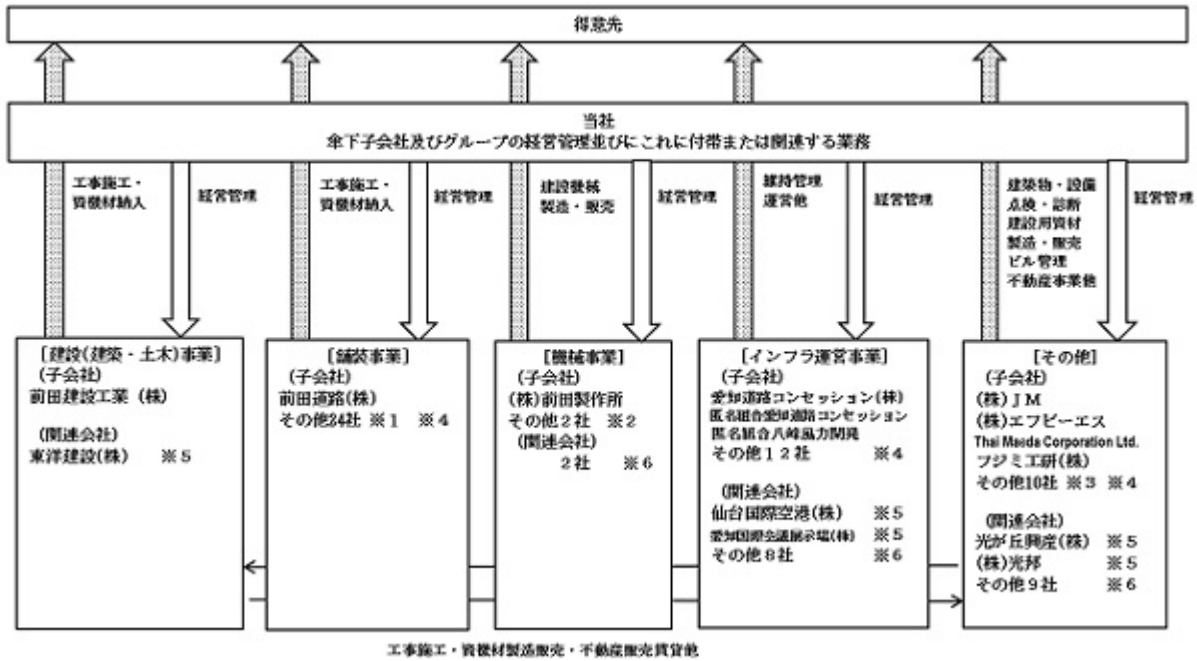 得意先
当社
傘下子会社及びグループの経営管理並びにこれに付帯または関連する業務
工事施工・
資機材納入
経営管理
工事施工・
資機材納入
経営管理
建設機械
製造・販売
経営管理
維持管理
運営他
経営管理
建築物・設備
点検・診断
建設用資材
製造・販売
ビル管理
不動産事業他
経営管理
[建設(建築・土木)事業]
(子会社)
前田建設工業(株)
(関連会社)
東洋建設(株) ※5
[舗装事業]
(子会社)
前田道路(株)
その他24社 ※1 ※4
[機械事業]
(子会社)
(株)前田製作所
その他2社 ※2
(関連会社)
2社 ※6
[インフラ運営事業]
(子会社)
愛知道路コンセッション(株)
匿名組合愛知道路コンセッション
匿名組合八峰風力開発
その他12社 ※4
(関連会社)
仙台国際空港(株) ※5
愛知国際会議展示場(株) ※5
その他8社 ※6
[その他]
(子会社)
(株)JM
(株)エフビーエス
Thai Maeda Corporation Ltd.
フジミ工研(株)
その他10社 ※3 ※4
(関連会社)
光が丘興産(株) ※5
(株)光邦 ※5
その他9社 ※6
工事施工・資機材製造販売・不動産販売賃貸他